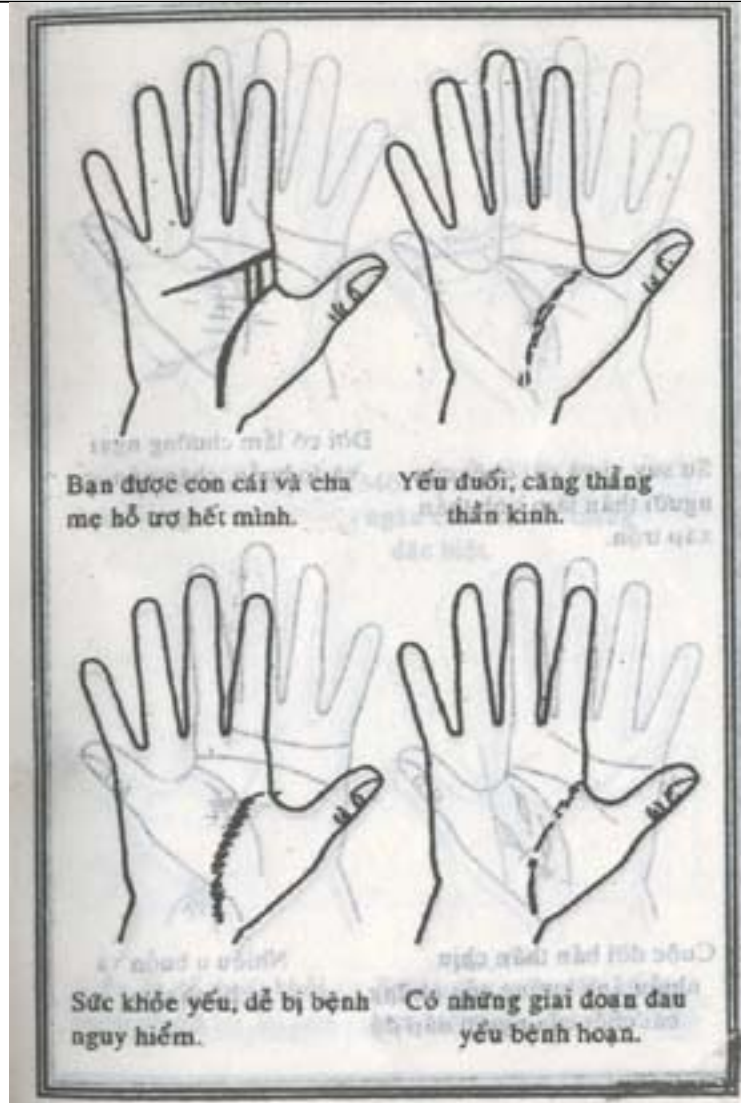 Bạn được con cái và cha
mẹ hỗ trợ hết mình.
Yếu đuối, căng thẳng
thần kinh.
Sức khỏe yếu, dễ bị bệnh
nguy hiểm.
Có những giai đoạn đau
yếu bệnh hoạn.